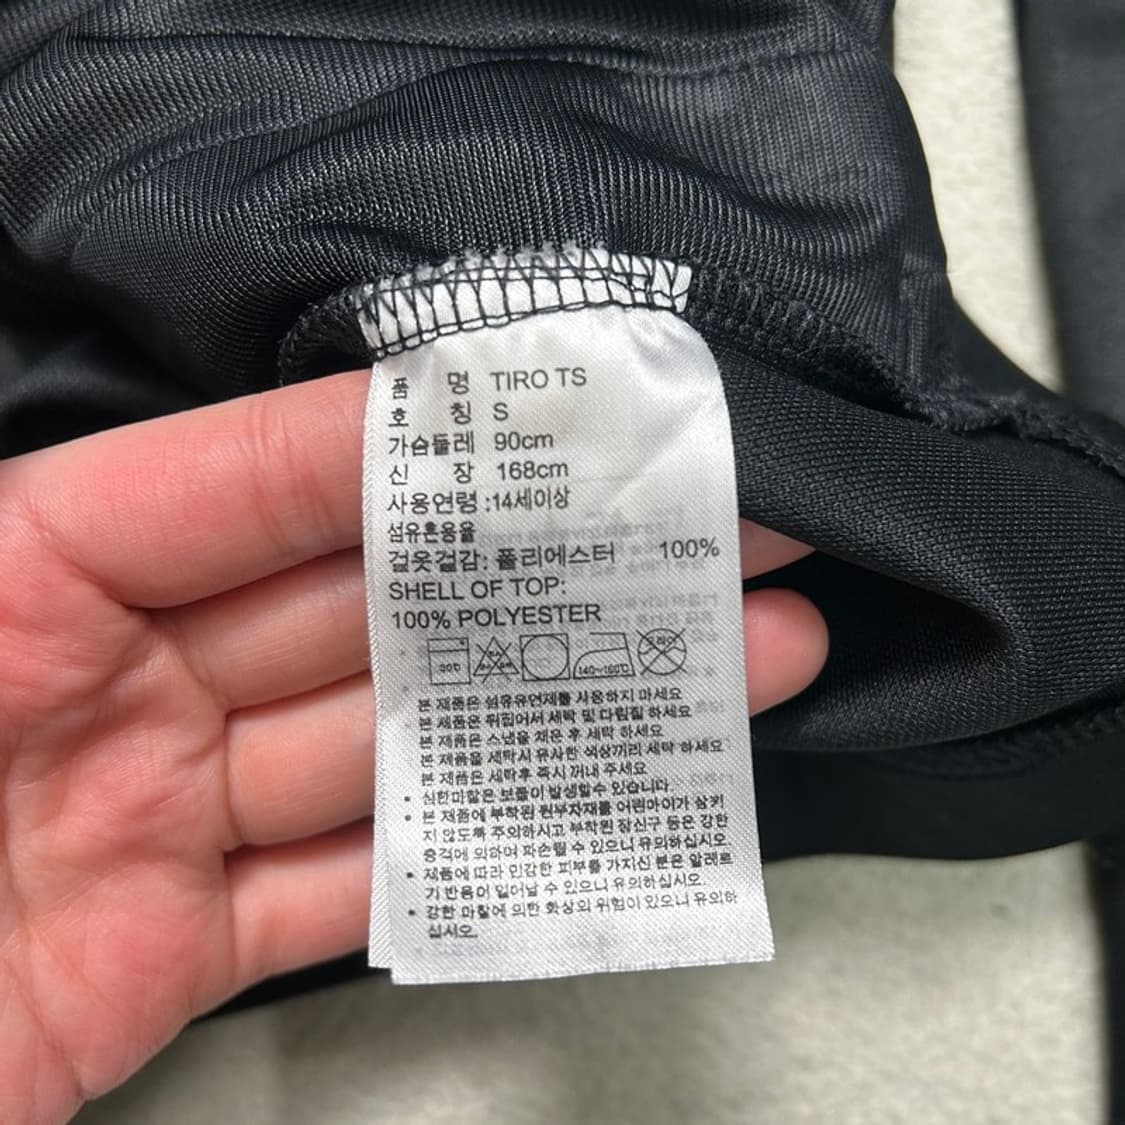 품 명 TIRO TS
호 칭 S
가슴둘레 90cm
신 장 168cm
사용연령 :14세이상
섬유혼용율
겉옷겉감: 폴리에스터 100%
SHELL OF TOP:
100% POLYESTER
30℃ 140~160℃ 드라이
본 제품은 섬유유연제를 사용하지 마세요
본 제품은 뒤집어서 세탁 및 다림질 하세요
본 제품은 스냅을 채운 후 세탁 하세요
본 제품을 세탁시 유사한 색상끼리 세탁 하세요
본 제품은 세탁후 즉시 꺼내 주세요
• 심한마찰은 보풀이 발생할수 있습니다.
• 본 제품에 부착된 원부자재를 어린아이가 삼키
지 않도록 주의하시고 부착된 장신구 등은 강한
충격에 의하여 파손될 수 있으니 유의하십시오.
• 제품에 따라 민감한 피부를 가지신 분은 알레르
기 반응이 일어날 수 있으니 유의하십시오
• 강한 마찰에 의한 화상의 위험이 있으니 유의하
십시오.